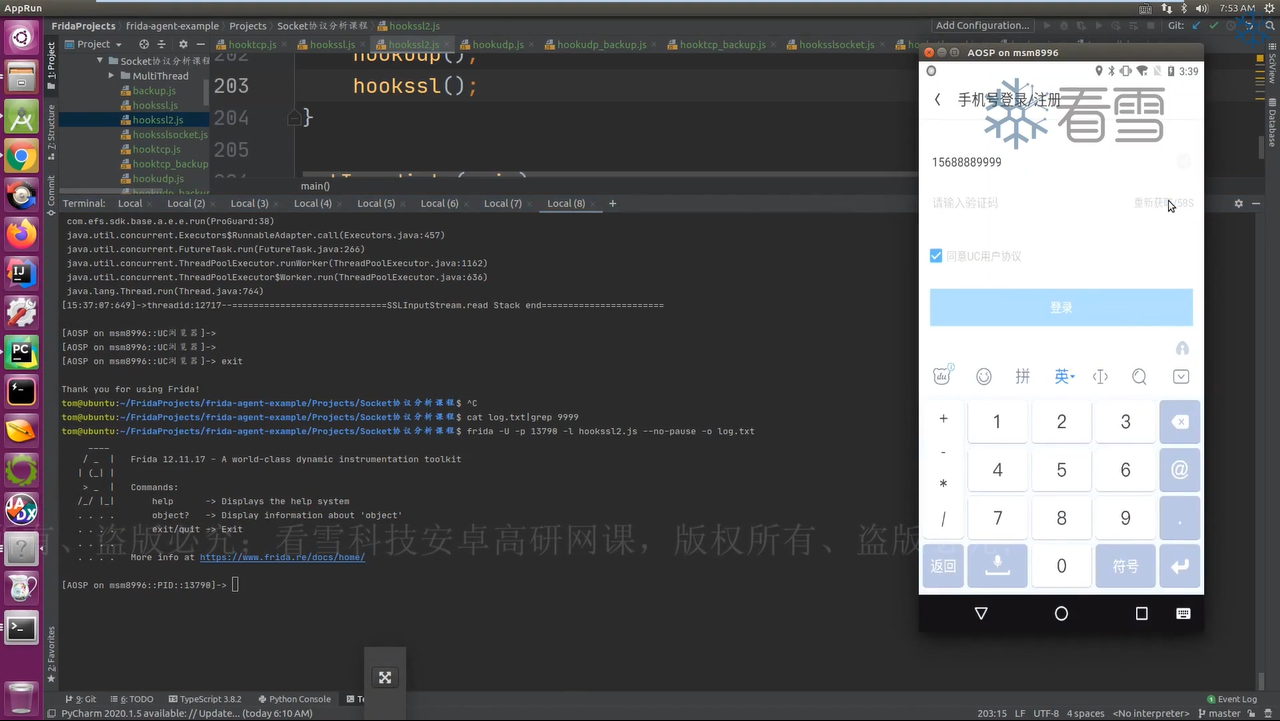 AppRun
7:53 AM
FridaProjects
frida-agent-example
Projects
Socket协议分析课程
hookssl2.js
Add Configuration...
Git:
Project
hooktcp.js
hookssl.js
hookssl2.js
hookudp.js
hookudp_backup.js
hooktcp_backup.js
hooksslsocket.js
Socket协议分析课程
MultiThread
backup.js
hookssl.js
hookssl2.js
hooksslsocket.js
hooktcp.js
hooktcp_backup
hookudp.js
1: Project
7: Structure
Commit
2: Favorites
SciView
Database
202 hookudp();
203 hookssl();
204 }
205
main()
Terminal: Local Local (2) Local (3) Local (4) Local (5) Local (6) Local (7) Local (8) +
com.efs.sdk.base.a.e.e.run(ProGuard:38)
java.util.concurrent.Executors$RunnableAdapter.call(Executors.java:457)
java.util.concurrent.FutureTask.run(FutureTask.java:266)
java.util.concurrent.ThreadPoolExecutor.runWorker(ThreadPoolExecutor.java:1162)
java.util.concurrent.ThreadPoolExecutor$Worker.run(ThreadPoolExecutor.java:636)
java.lang.Thread.run(Thread.java:764)
[15:37:07:649]->threadid:12717--=============================SSLInputStream.read Stack end=======================
[AOSP on msm8996::UC浏览器]->
[AOSP on msm8996::UC浏览器]->
[AOSP on msm8996::UC浏览器]-> exit
Thank you for using Frida!
tom@ubuntu:~/FridaProjects/frida-agent-example/Projects/Socket协议分析课程$ ^C
tom@ubuntu:~/FridaProjects/frida-agent-example/Projects/Socket协议分析课程$ cat log.txt|grep 9999
tom@ubuntu:~/FridaProjects/frida-agent-example/Projects/Socket协议分析课程$ frida -U -p 13798 -l hookssl2.js --no-pause -o log.txt
____
/ _ | Frida 12.11.17 - A world-class dynamic instrumentation toolkit
| (_| |
> _ | Commands:
/_/ |_| help -> Displays the help system
. . . . object? -> Display information about 'object'
. . . . exit/quit -> Exit
. . . .
. . . . More info at https://www.frida.re/docs/home/
[AOSP on msm8996::PID::13798]->
有、盗版必究；看雪科技安卓高研网课，版权所有、盗版必究；
AOSP on msm8996
3:39
手机号登录/注册
看雪
15688889999
请输入验证码
同意UC用户协议
登录
du
拼
英
+
1
2
3
-
4
5
6
@
*
/
7
8
9
.
返回
0
符号
9: Git
6: TODO
TypeScript 3.8.2
Python Console
Event Log
PyCharm 2020.1.5 available: // Update... (today 6:10 AM)
203:15 LF UTF-8 4 spaces <No interpreter> master